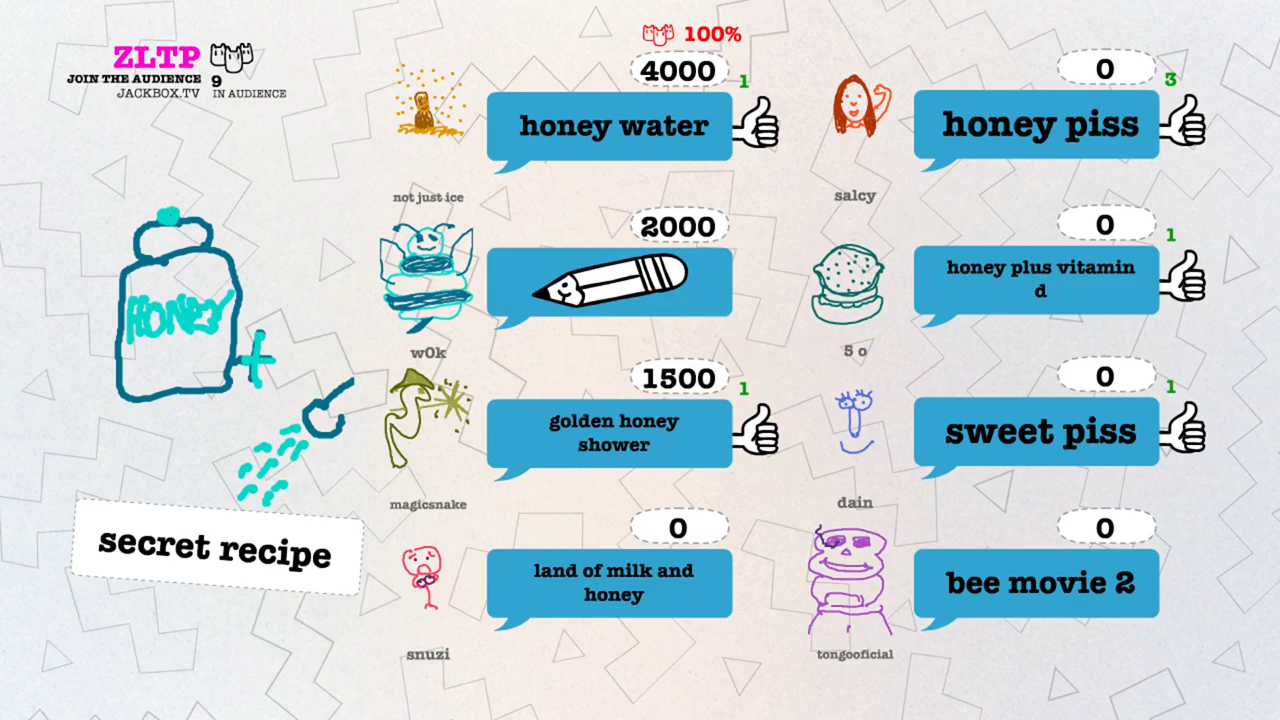 ZLTP
JOIN THE AUDIENCE
JACKBOX.TV
9
IN AUDIENCE
HONEY
+
secret recipe
100%
4000
1
honey water
not just ice
0
3
honey piss
salcy
2000
w0k
0
1
honey plus vitamin
d
5 o
1500
1
golden honey
shower
magicsnake
0
1
sweet piss
dain
0
land of milk and
honey
snuzi
0
bee movie 2
tongooficial